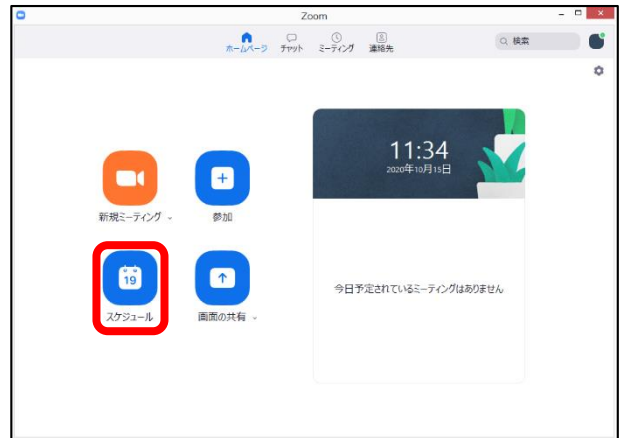 Zoom
ホームページ チャット ミーティング 連絡先 検索
11:34
2020年10月15日
新規ミーティング 参加
19
スケジュール 画面の共有
今日予定されているミーティングはありません